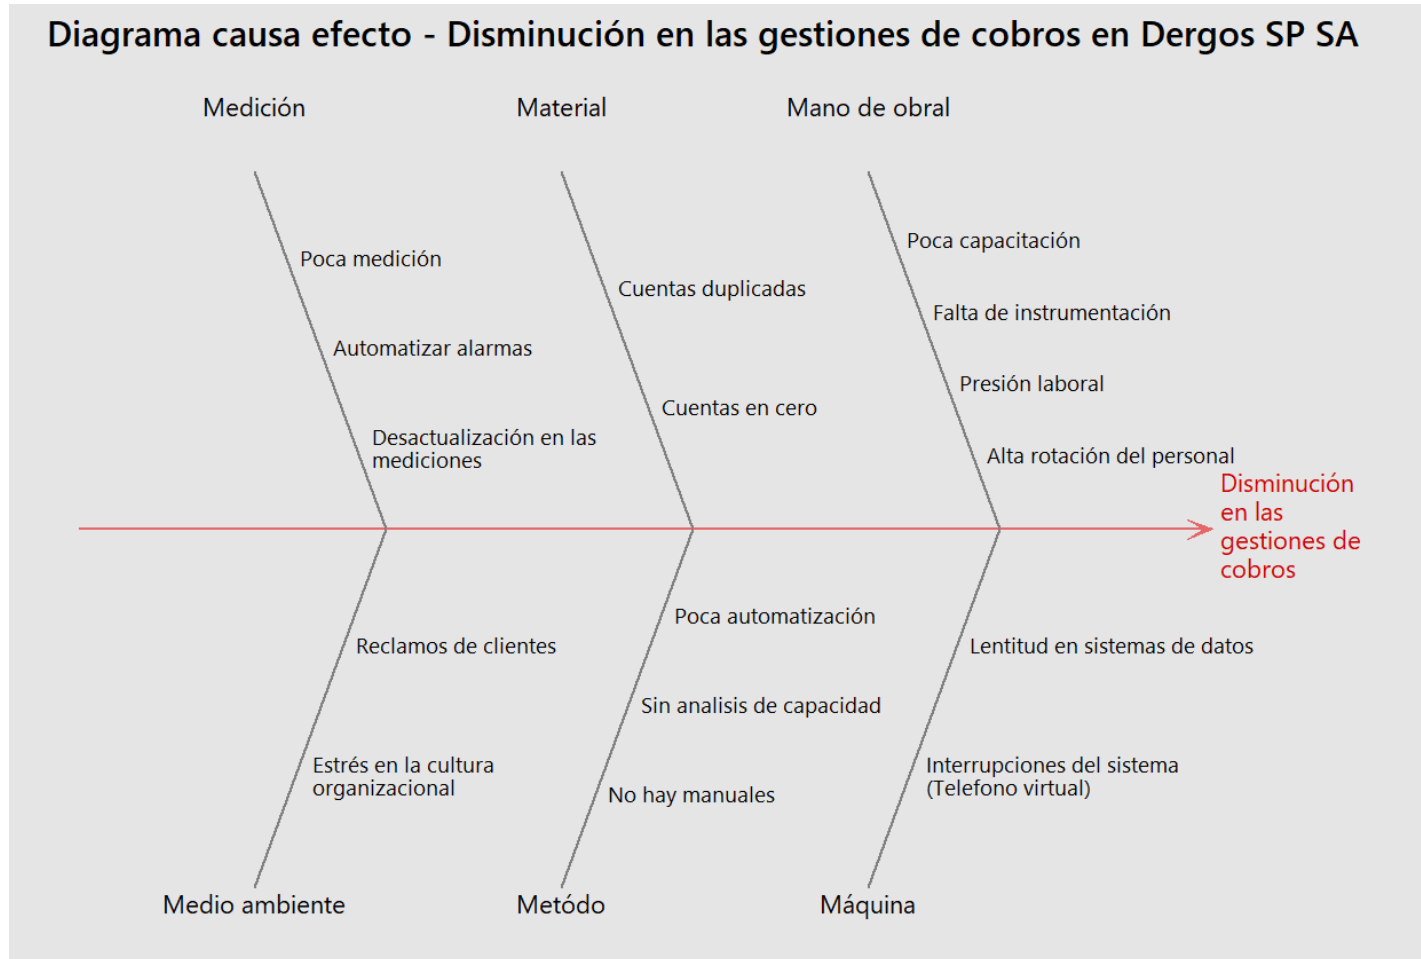 Diagrama causa efecto - Disminución en las gestiones de cobros en Dergos SP SA
Medición
Material
Mano de obral
Poca medición
Automatizar alarmas
Desactualización en las
mediciones
Cuentas duplicadas
Cuentas en cero
Poca capacitación
Falta de instrumentación
Presión laboral
Alta rotación del personal
Disminución
en las
gestiones de
cobros
Reclamos de clientes
Estrés en la cultura
organizacional
Poca automatización
Sin analisis de capacidad
No hay manuales
Lentitud en sistemas de datos
Interrupciones del sistema
(Telefono virtual)
Medio ambiente
Metódo
Máquina